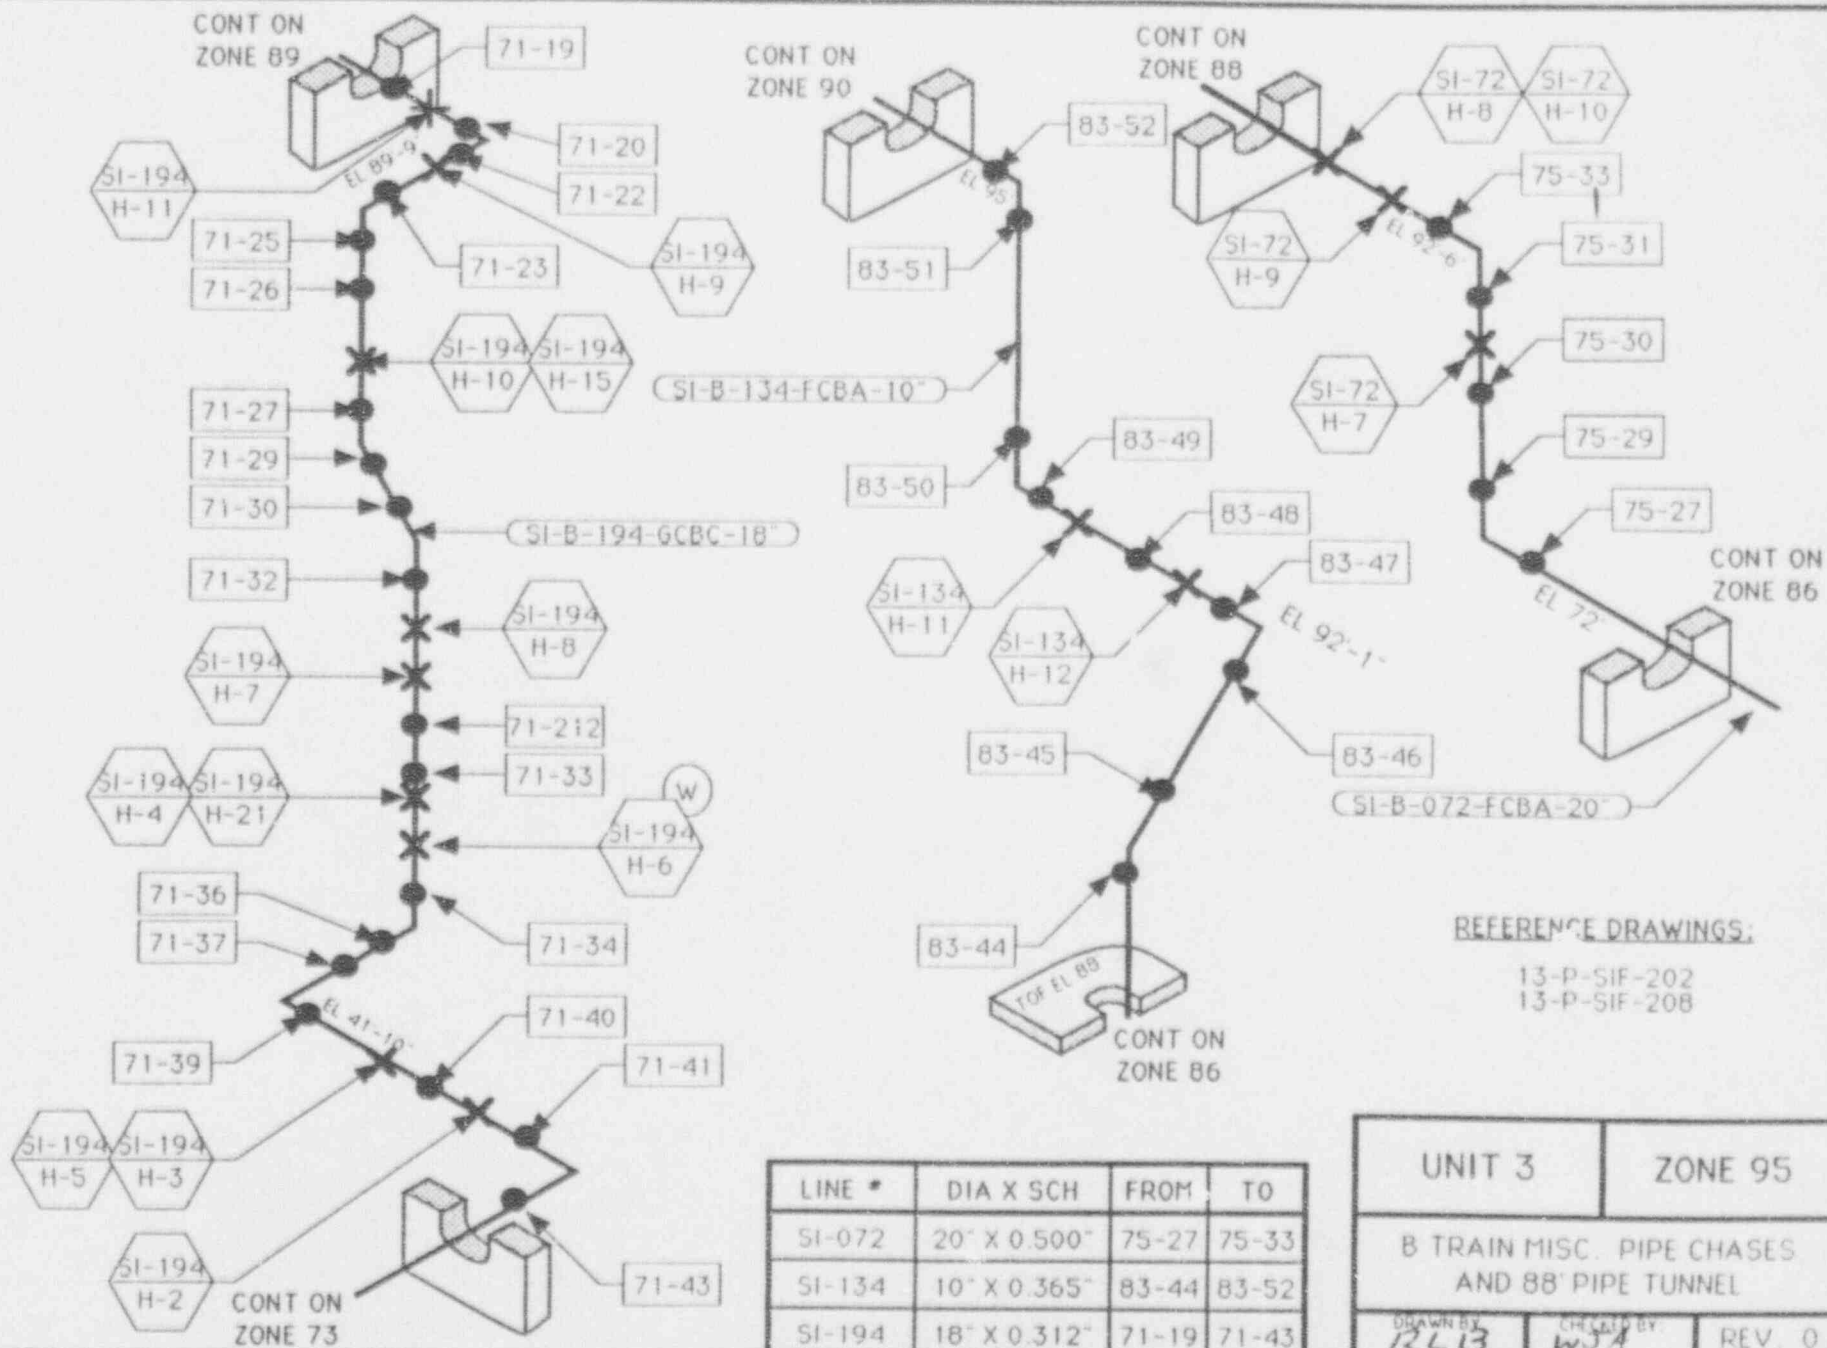 CONT ON
ZONE 89
71-19
71-20
EL 89'-9"
71-22
SI-194
H-11
71-25
71-23
SI-194
H-9
71-26
SI-194
H-10
SI-194
H-15
71-27
71-29
71-30
SI-B-194-GCBC-18"
71-32
SI-194
H-8
SI-194
H-7
71-212
71-33
SI-194
H-4
SI-194
H-21
W
SI-194
H-6
71-36
71-37
71-34
EL 41'-10"
71-40
71-39
71-41
SI-194
H-5
SI-194
H-3
SI-194
H-2
71-43
CONT ON
ZONE 73
CONT ON
ZONE 90
83-52
EL 95'
83-51
SI-B-134-FCBA-10"
83-49
83-50
83-48
83-47
SI-134
H-11
SI-134
H-12
EL 92'-1"
83-45
83-46
83-44
TOF EL 88'
CONT ON
ZONE 86
CONT ON
ZONE 88
SI-72
H-8
SI-72
H-10
75-33
SI-72
H-9
EL 92'-6"
75-31
75-30
SI-72
H-7
75-29
75-27
CONT ON
ZONE 86
EL 72'
SI-B-072-FCBA-20"
REFERENCE DRAWINGS:
13-P-SIF-202
13-P-SIF-208
LINE # DIA X SCH FROM TO
SI-072 20" X 0.500" 75-27 75-33
SI-134 10" X 0.365" 83-44 83-52
SI-194 18" X 0.312" 71-19 71-43
UNIT 3 ZONE 95
B TRAIN MISC. PIPE CHASES
AND 88' PIPE TUNNEL
DRAWN BY CHECKED BY
RLB WJA REV. 0